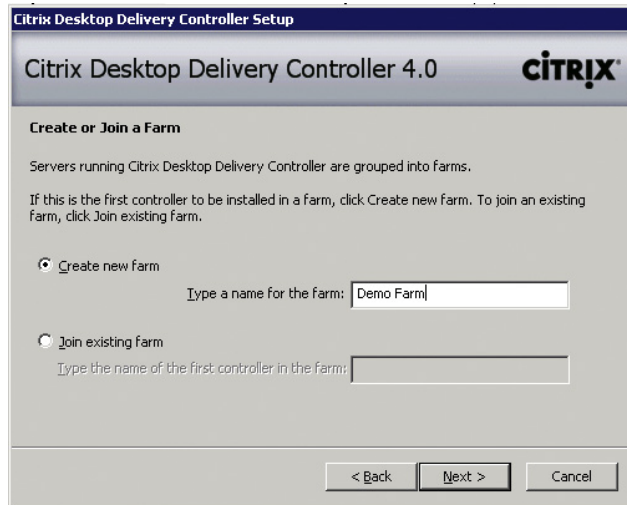 Citrix Desktop Delivery Controller Setup
Citrix Desktop Delivery Controller 4.0
CİTRIX
Create or Join a Farm
Servers running Citrix Desktop Delivery Controller are grouped into farms.
If this is the first controller to be installed in a farm, click Create new farm. To join an existing
farm, click Join existing farm.
Create new farm
Type a name for the farm: Demo Farm
Join existing farm
Type the name of the first controller in the farm:
< Back Next > Cancel